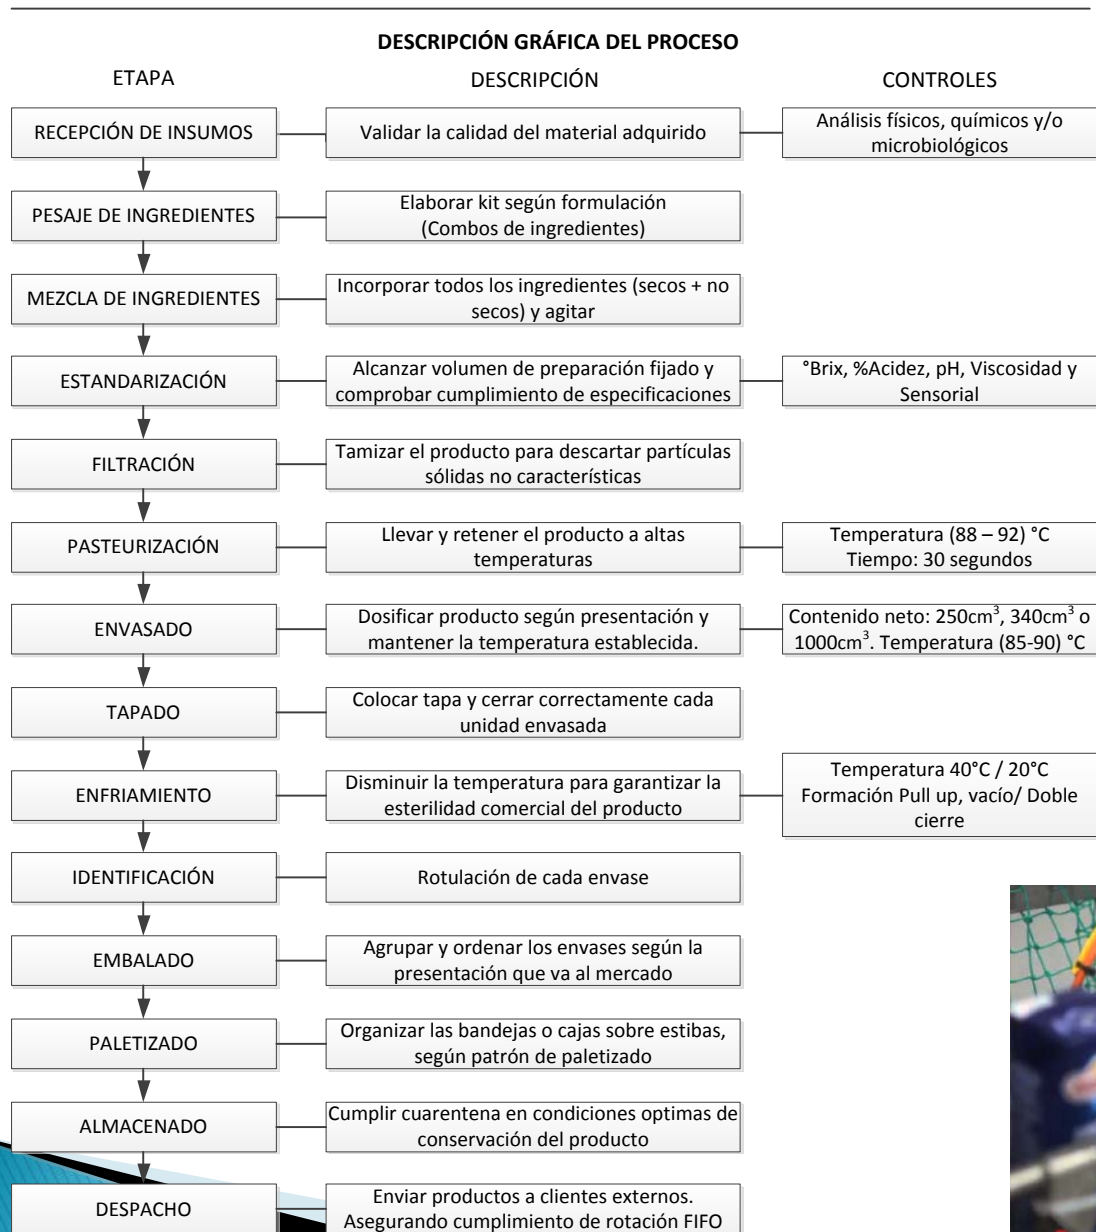 DESCRIPCIÓN GRÁFICA DEL PROCESO
ETAPA
DESCRIPCIÓN
CONTROLES
RECEPCIÓN DE INSUMOS
Validar la calidad del material adquirido
Análisis físicos, químicos y/o
microbiológicos
PESAJE DE INGREDIENTES
Elaborar kit según formulación
(Combos de ingredientes)
MEZCLA DE INGREDIENTES
Incorporar todos los ingredientes (secos + no
secos) y agitar
ESTANDARIZACIÓN
Alcanzar volumen de preparación fijado y
comprobar cumplimiento de especificaciones
°Brix, %Acidez, pH, Viscosidad y
Sensorial
FILTRACIÓN
Tamizar el producto para descartar partículas
sólidas no características
PASTEURIZACIÓN
Llevar y retener el producto a altas
temperaturas
Temperatura (88 – 92) °C
Tiempo: 30 segundos
ENVASADO
Dosificar producto según presentación y
mantener la temperatura establecida.
Contenido neto: 250cm³, 340cm³ o
1000cm³. Temperatura (85-90) °C
TAPADO
Colocar tapa y cerrar correctamente cada
unidad envasada
ENFRIAMIENTO
Disminuir la temperatura para garantizar la
esterilidad comercial del producto
Temperatura 40°C / 20°C
Formación Pull up, vacío/ Doble
cierre
IDENTIFICACIÓN
Rotulación de cada envase
EMBALADO
Agrupar y ordenar los envases según la
presentación que va al mercado
PALETIZADO
Organizar las bandejas o cajas sobre estibas,
según patrón de paletizado
ALMACENADO
Cumplir cuarentena en condiciones optimas de
conservación del producto
DESPACHO
Enviar productos a clientes externos.
Asegurando cumplimiento de rotación FIFO